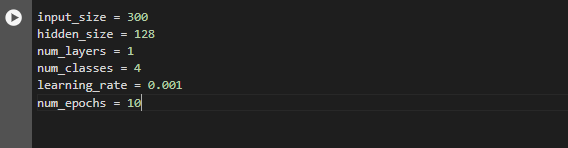 input_size = 300
hidden_size = 128
num_layers = 1
num_classes = 4
learning_rate = 0.001
num_epochs = 10